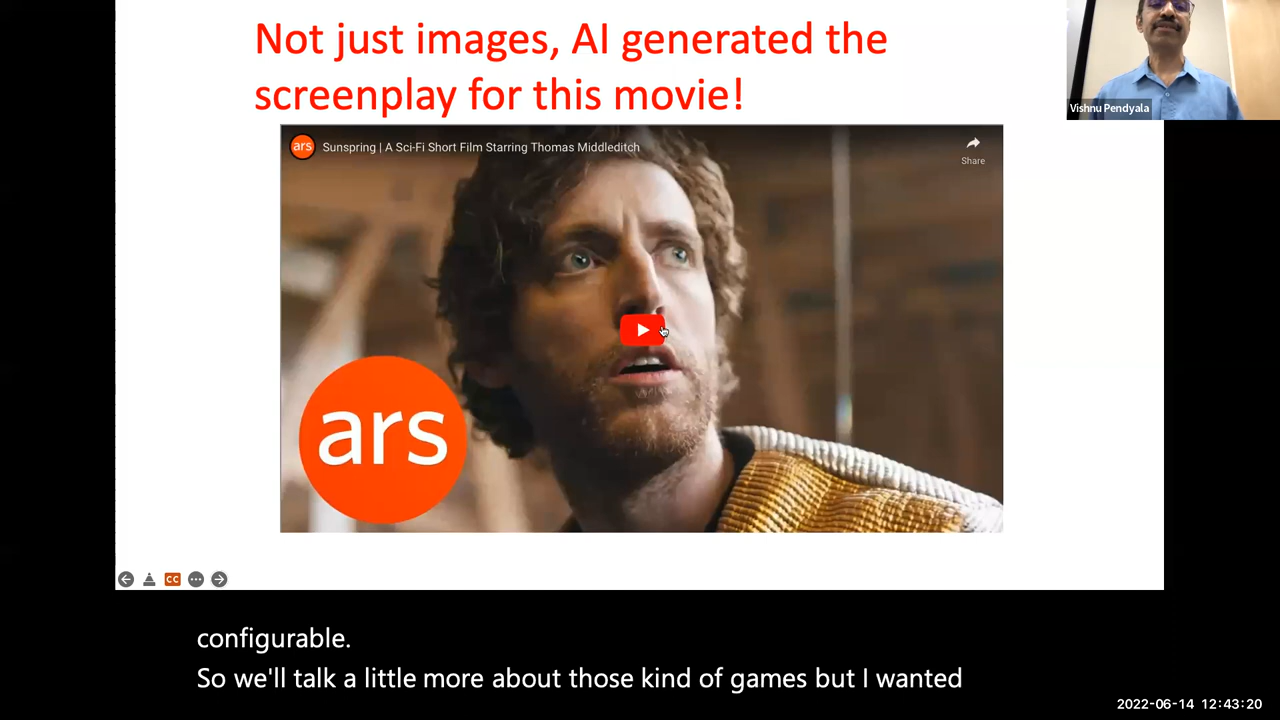 Not just images, AI generated the
screenplay for this movie!
Vishnu Pendyala
ars
Sunspring | A Sci-Fi Short Film Starring Thomas Middleditch
Share
ars
CC
configurable.
So we'll talk a little more about those kind of games but I wanted
2022-06-14 12:43:20